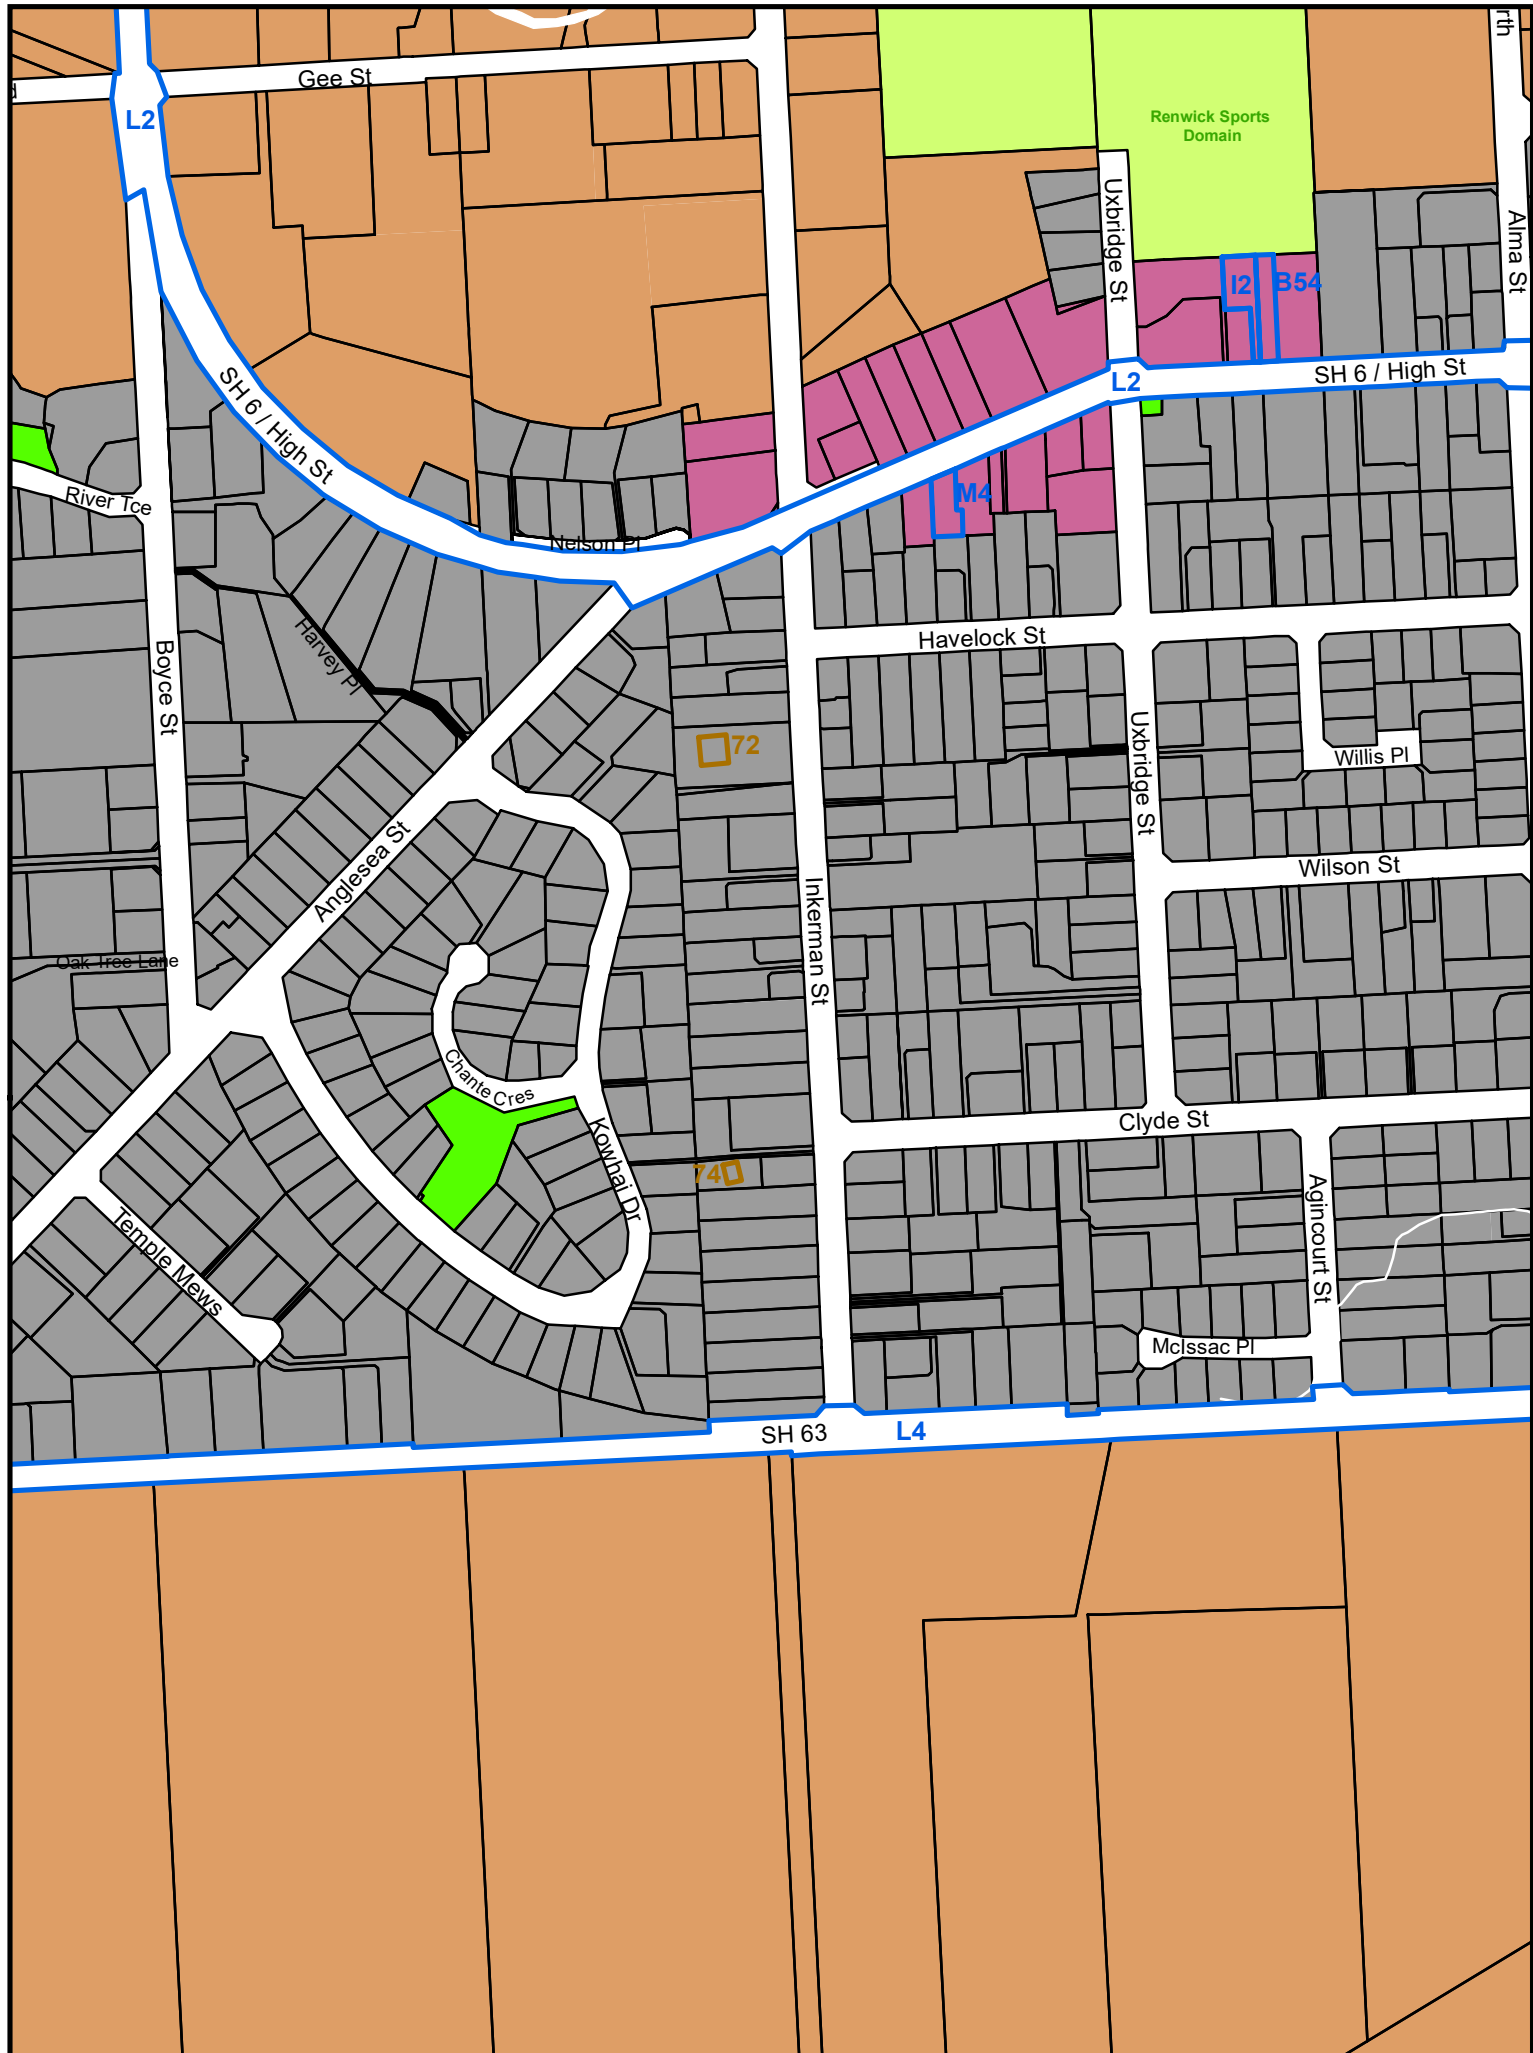 rth
Gee St
d
L2
Renwick Sports
Domain
Uxbridge St
Alma St
I2
B54
L2
SH 6 / High St
SH 6 / High St
River Tce
M4
Nelson Pl
Havelock St
Harvey Pl
Boyce St
72
Uxbridge St
Willis Pl
Anglesea St
Wilson St
Inkerman St
Oak Tree Lane
Chante Cres
Kowhai Dr
Clyde St
74
Agincourt St
Temple Mews
McIssac Pl
SH 63
L4